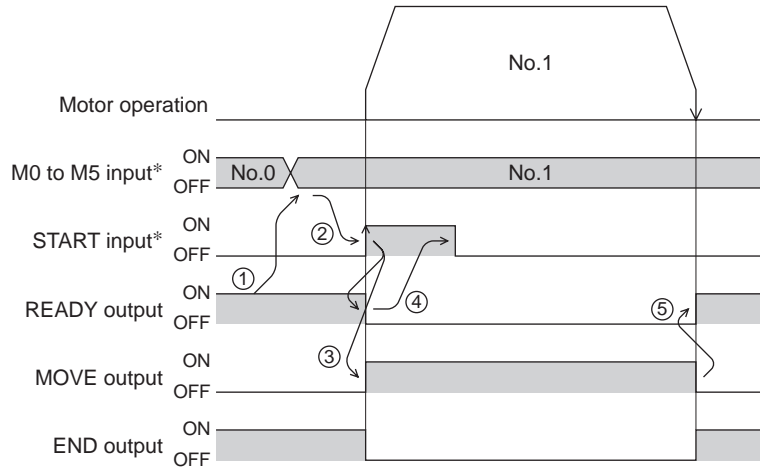 No.1
Motor operation
M0 to M5 input* ON OFF No.0 No.1
START input* ON OFF ②
①
READY output ON OFF ④ ⑤
③
MOVE output ON OFF
END output ON OFF